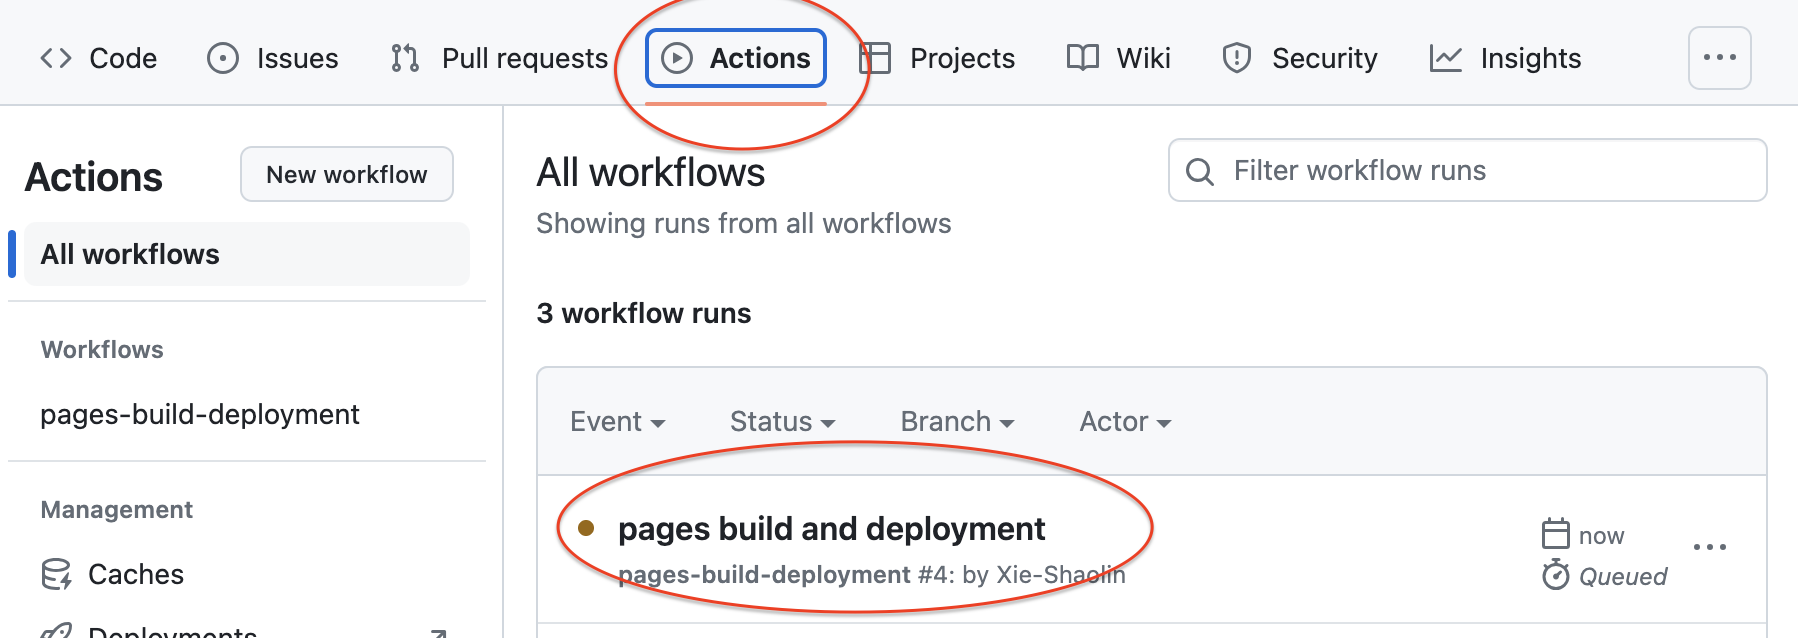 Code Issues Pull requests Actions Projects Wiki Security Insights
Actions
New workflow
All workflows
Workflows
pages-build-deployment
Management
Caches
Deployments
All workflows
Showing runs from all workflows
Filter workflow runs
3 workflow runs
Event Status Branch Actor
pages build and deployment
pages-build-deployment #4: by Xie-Shaolin
now
Queued